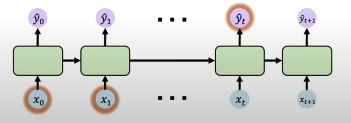 ŷ₀ ŷ₁ ... ŷₜ ŷₜ₊₁
x₀ x₁ ... xₜ xₜ₊₁